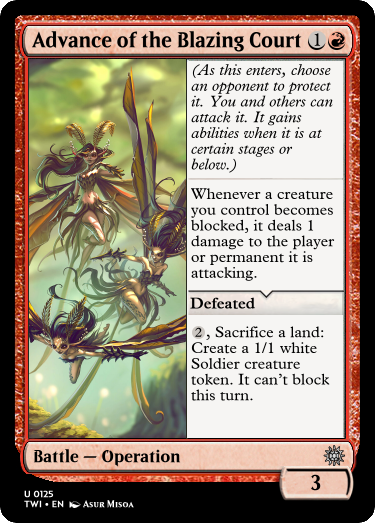 Advance of the Blazing Court 1
(As this enters, choose
an opponent to protect
it. You and others can
attack it. It gains
abilities when it is at
certain stages or
below.)
Whenever a creature
you control becomes
blocked, it deals 1
damage to the player
or permanent it is
attacking.
Defeated
2, Sacrifice a land:
Create a 1/1 white
Soldier creature
token. It can’t block
this turn.
Battle — Operation
3
U 0125
TWI • EN Asur Misoa